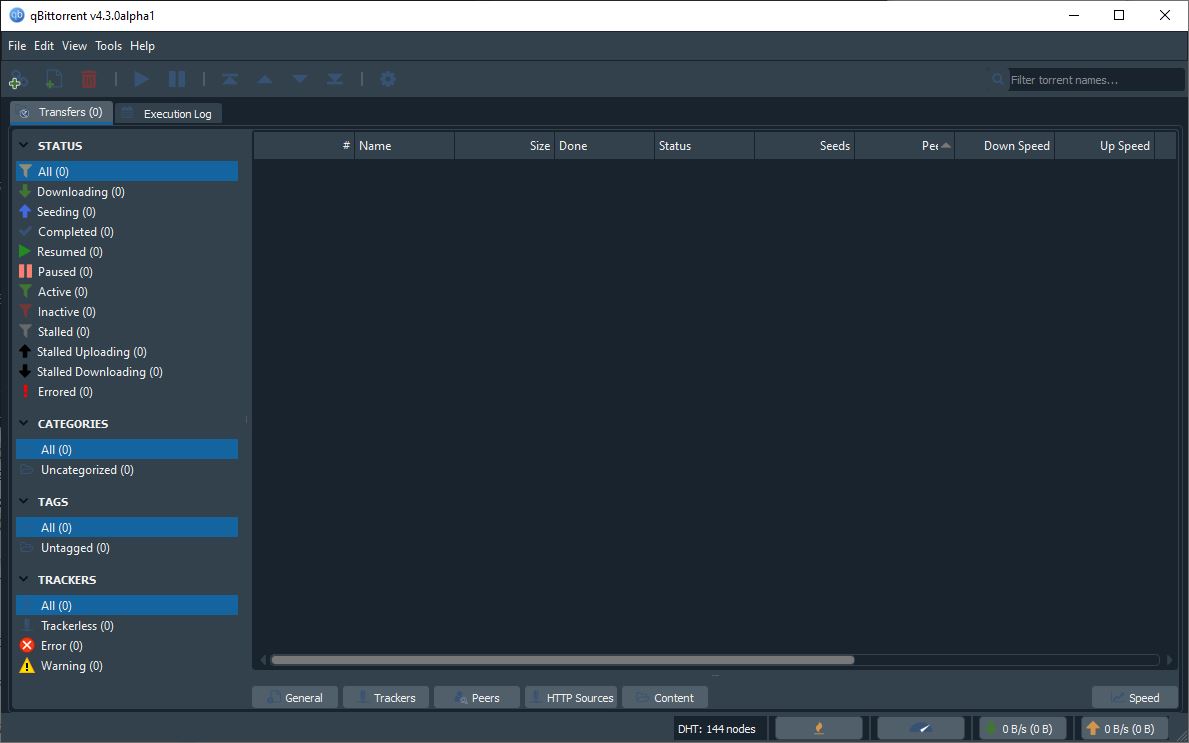 qb qBittorrent v4.3.0alpha1
File Edit View Tools Help
Filter torrent names...
Transfers (0) Execution Log
STATUS
# Name Size Done Status Seeds Pee Down Speed Up Speed
All (0)
Downloading (0)
Seeding (0)
Completed (0)
Resumed (0)
Paused (0)
Active (0)
Inactive (0)
Stalled (0)
Stalled Uploading (0)
Stalled Downloading (0)
Errored (0)
CATEGORIES
All (0)
Uncategorized (0)
TAGS
All (0)
Untagged (0)
TRACKERS
All (0)
Trackerless (0)
Error (0)
Warning (0)
General Trackers Peers HTTP Sources Content Speed
DHT: 144 nodes 0 B/s (0 B) 0 B/s (0 B)